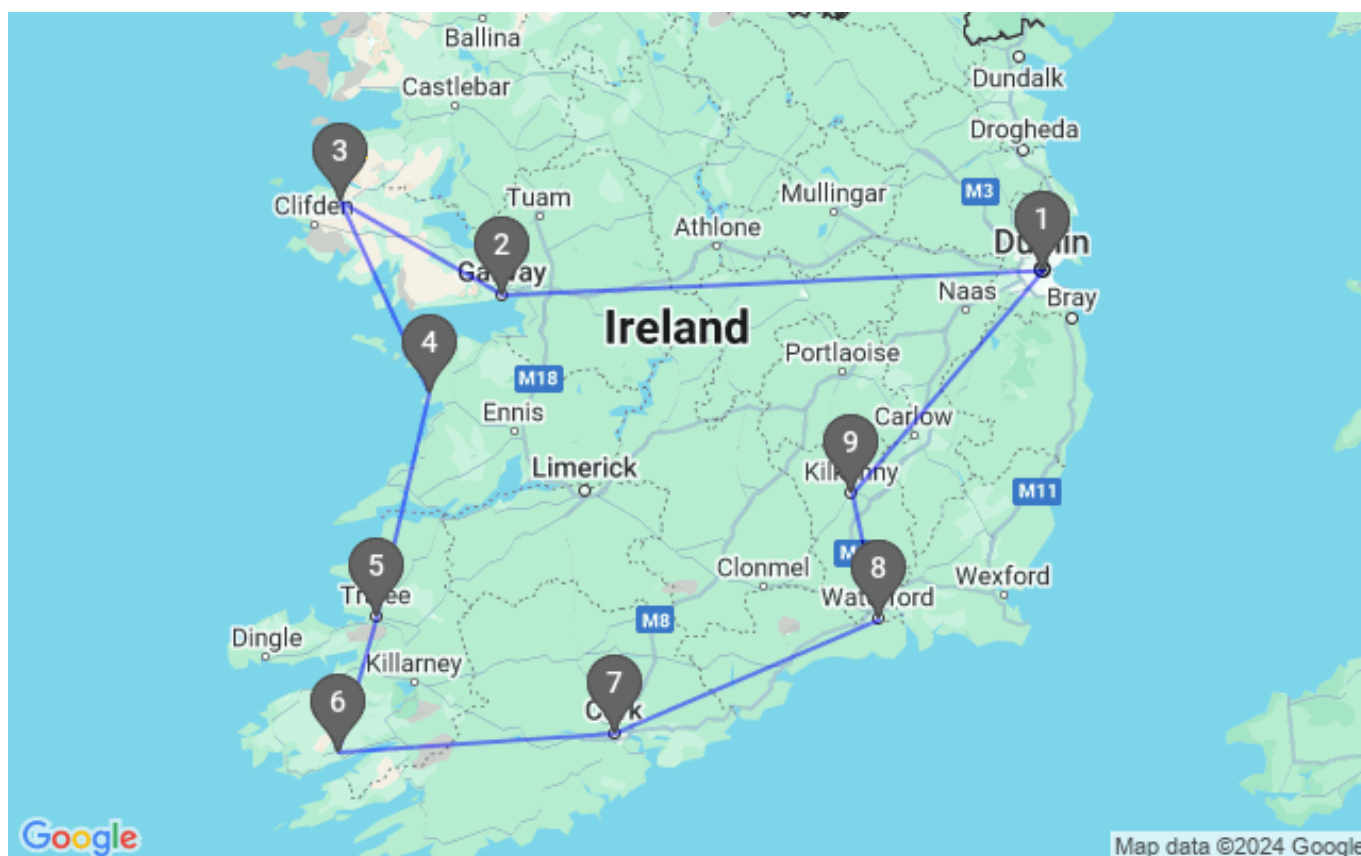 Ballina
Dundalk
Castlebar
Drogheda
3
Mullingar
M3
Clifden
Tuam
1
Athlone
2
Naas
Bray
Ireland
4
Portlaoise
M18
Ennis
Carlow
9
Limerick
M11
5
Clonmel
8
Wexford
M8
Dingle
Killarney
7
6
Google
Map data ©2024 Google